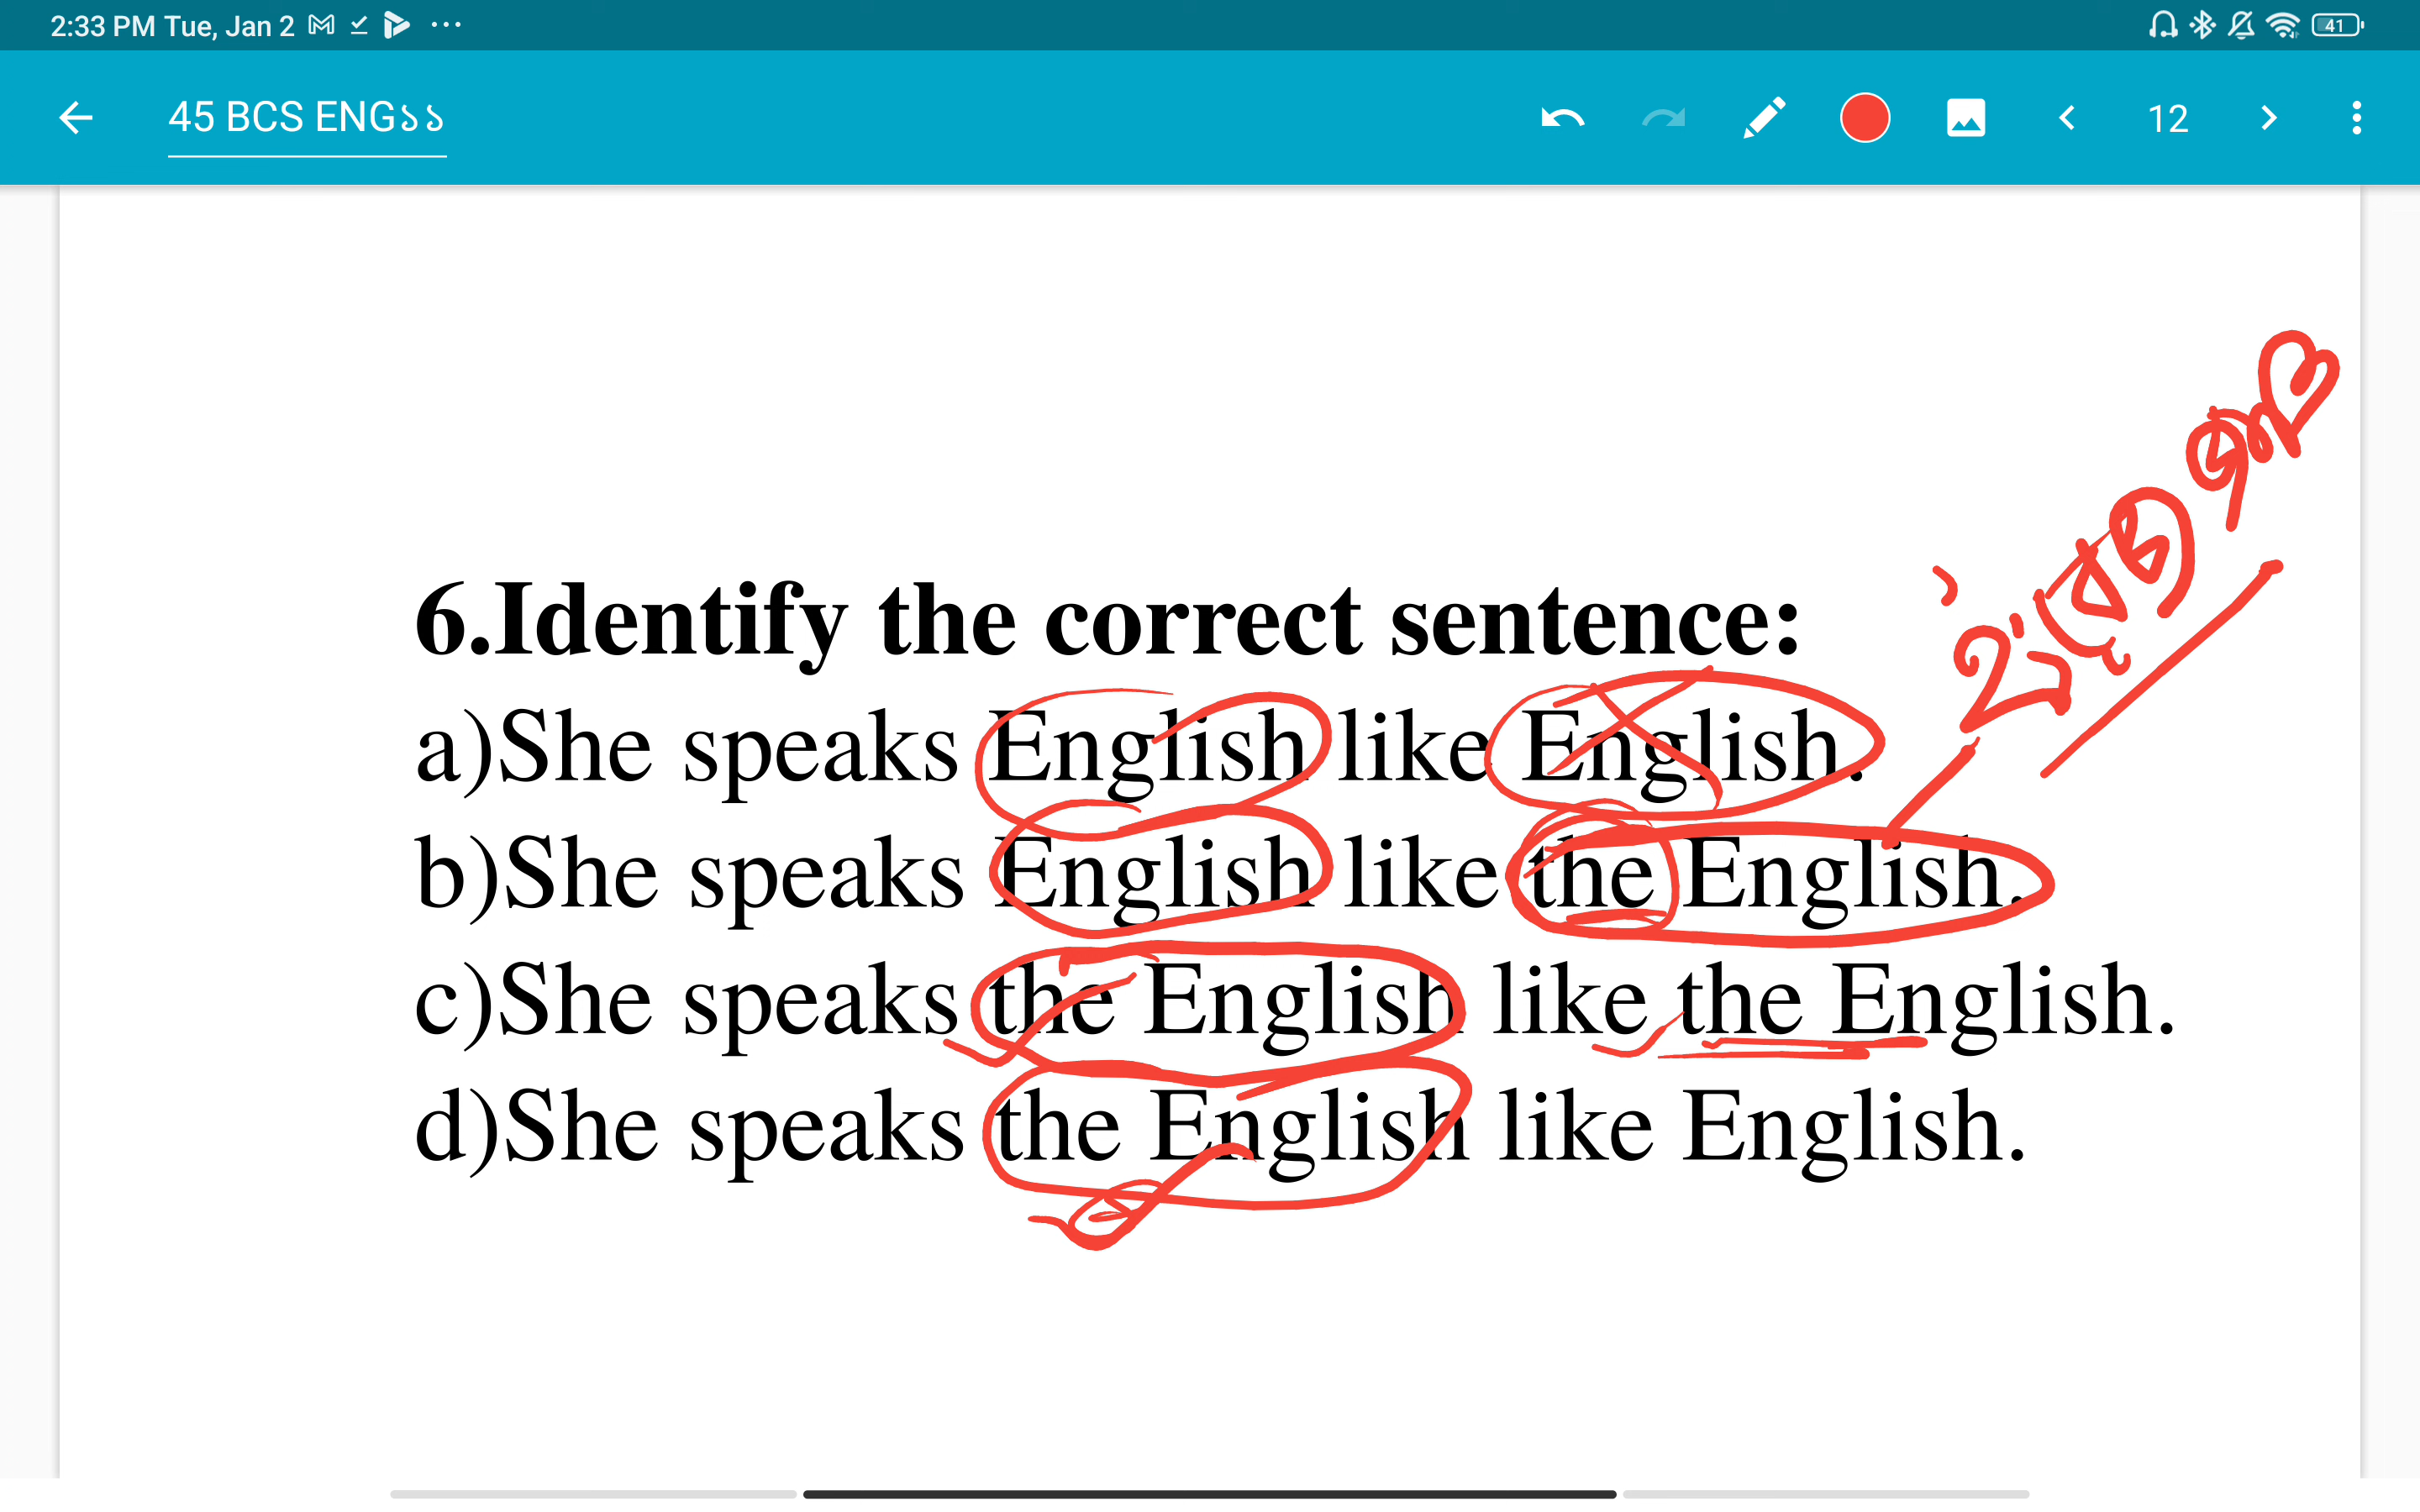 2:33 PM Tue, Jan 2
41
45 BCS ENG১১
12
6.Identify the correct sentence:
a)She speaks English like English.
b)She speaks English like the English.
c)She speaks the English like the English.
d)She speaks the English like English.